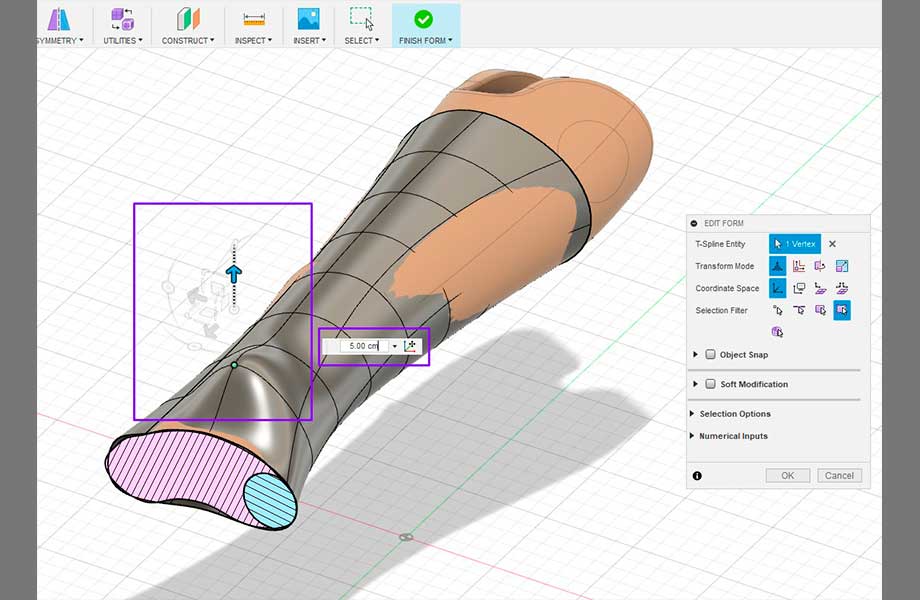 SYMMETRY ▾
UTILITIES ▾
CONSTRUCT ▾
INSPECT ▾
INSERT ▾
SELECT ▾
FINISH FORM ▾
EDIT FORM
T-Spline Entity
1 Vertex
Transform Mode
Coordinate Space
Selection Filter
5.00 cm
Object Snap
Soft Modification
Selection Options
Numerical Inputs
OK
Cancel